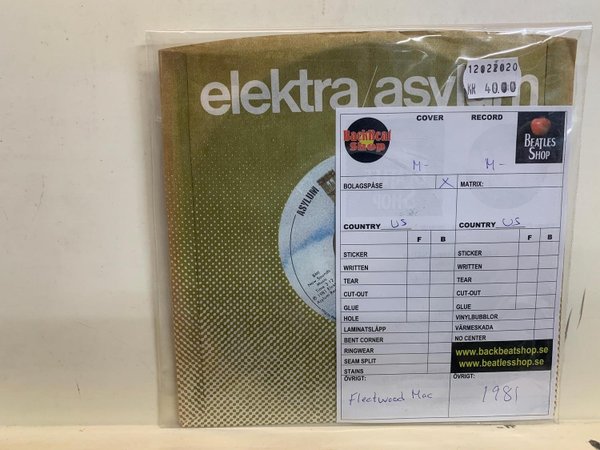 12022020
KR 40.00
elektra/asylum
COVER RECORD
BackBeat Shop
BEATLES SHOP
M- M-
BOLAGSPÅSE X MATRIX:
COUNTRY US COUNTRY US
F B F B
STICKER STICKER
WRITTEN WRITTEN
TEAR TEAR
CUT-OUT CUT-OUT
GLUE GLUE
HOLE VINYLBUBBLOR
LAMINATSLÄPP VÄRMESKADA
BENT CORNER NO CENTER
RINGWEAR
SEAM SPLIT
STAINS
www.backbeatshop.se
www.beatlesshop.se
ÖVRIGT: ÖVRIGT:
Fleetwood Mac 1981
ASYLUM